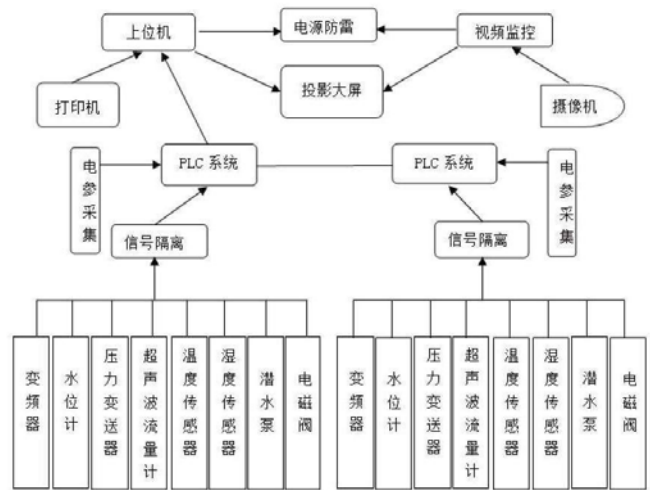 上位机
电源防雷
视频监控
打印机
投影大屏
摄像机
电参采集
PLC 系统
PLC 系统
电参采集
信号隔离
信号隔离
变频器
水位计
压力变送器
超声波流量计
温度传感器
湿度传感器
潜水泵
电磁阀
变频器
水位计
压力变送器
超声波流量计
温度传感器
湿度传感器
潜水泵
电磁阀